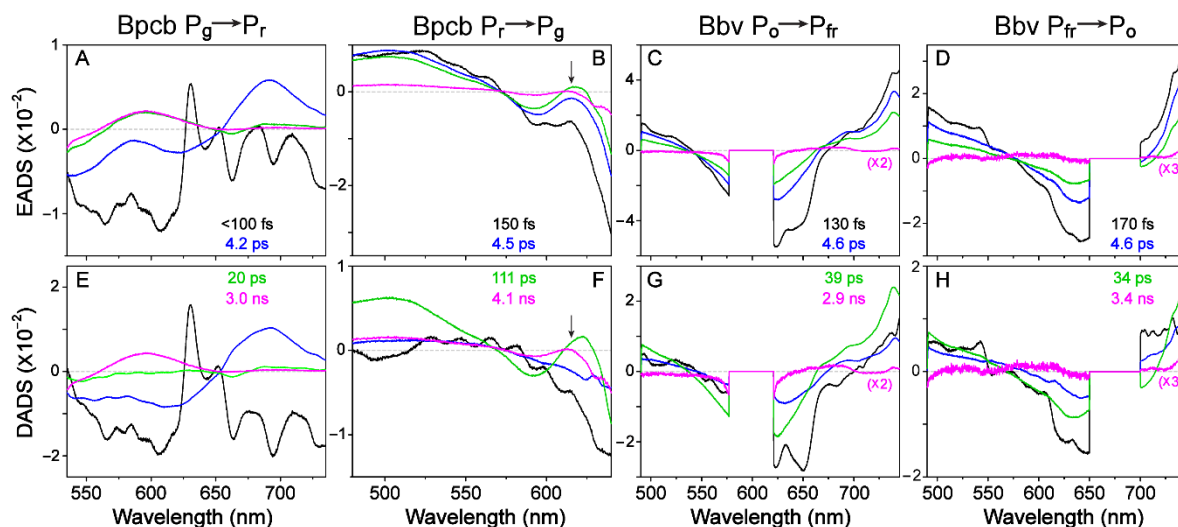 Bpcb Pg→Pr
Bpcb Pr→Pg
Bbv Po→Pfr
Bbv Pfr→Po
EADS (X10⁻²)
1
0
-1
A
<100 fs
4.2 ps
0
-2
B
150 fs
4.5 ps
4
0
-4
C
(X2)
130 fs
4.6 ps
2
0
-2
D
(X3
170 fs
4.6 ps
DADS (X10⁻²)
2
0
-2
E
20 ps
3.0 ns
1
0
-1
F
111 ps
4.1 ns
2
0
-2
G
39 ps
2.9 ns
(X2)
2
0
-2
H
34 ps
3.4 ns
(X3
550 600 650 700
500 550 600
500 550 600 650 700
500 550 600 650 700
Wavelength (nm)
Wavelength (nm)
Wavelength (nm)
Wavelength (nm)